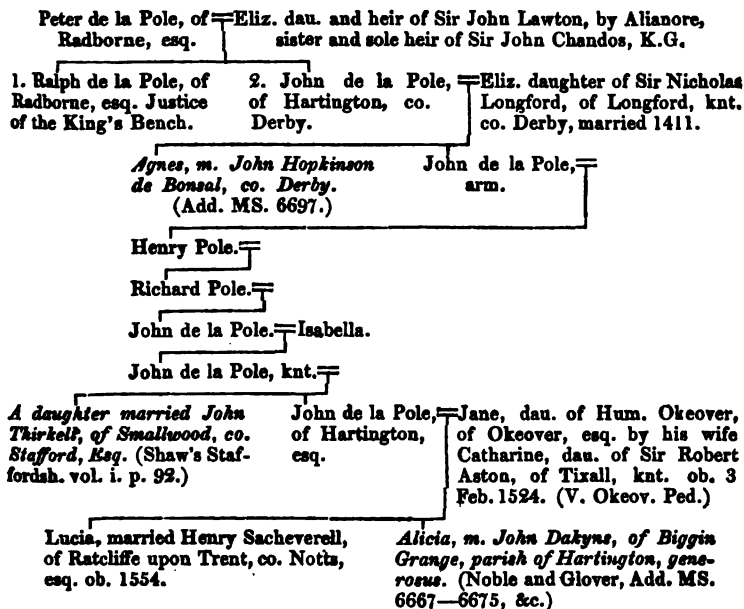 Peter de la Pole, of Radborne, esq.
Eliz. dau. and heir of Sir John Lawton, by Alianore, sister and sole heir of Sir John Chandos, K.G.
1. Ralph de la Pole, of
Radborne, esq. Justice
of the King's Bench.
2. John de la Pole,
of Hartington, co.
Derby.
Eliz. daughter of Sir Nicholas
Longford, of Longford, knt.
co. Derby, married 1411.
Agnes, m. John Hopkinson
de Bonsal, co. Derby.
(Add. MS. 6697.)
John de la Pole,
arm.
Henry Pole.
Richard Pole.
John de la Pole. Isabella.
John de la Pole, knt.
A daughter married John
Thirkell, of Smallwood, co.
Stafford, Esq. (Shaw's Staf-
fordsh. vol. i. p. 92.)
John de la Pole,
of Hartington,
esq.
Jane, dau. of Hum. Okeover,
of Okeover, esq. by his wife
Catharine, dau. of Sir Robert
Aston, of Tixall, knt. ob. 3
Feb. 1524. (V. Okeov. Ped.)
Lucia, married Henry Sacheverell,
of Ratcliffe upon Trent, co. Notts,
esq. ob. 1554.
Alicia, m. John Dakyns, of Biggin
Grange, parish of Hartington, gene-
rosus. (Noble and Glover, Add. MS.
6667—6675, &c.)